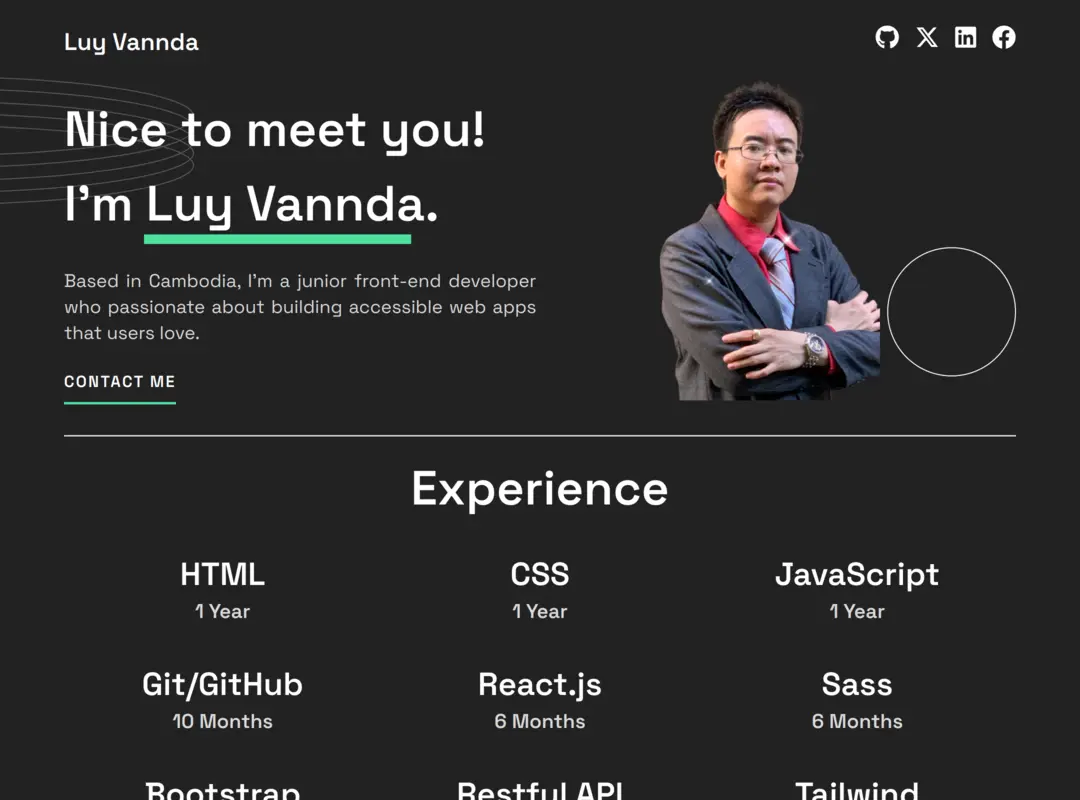 Luy Vannda
Nice to meet you!
I’m Luy Vannda.
Based in Cambodia, I’m a junior front-end developer
who passionate about building accessible web apps
that users love.
CONTACT ME
Experience
HTML
CSS
JavaScript
1 Year
1 Year
1 Year
Git/GitHub
React.js
Sass
10 Months
6 Months
6 Months
Bootstrap
Restful API
Tailwind